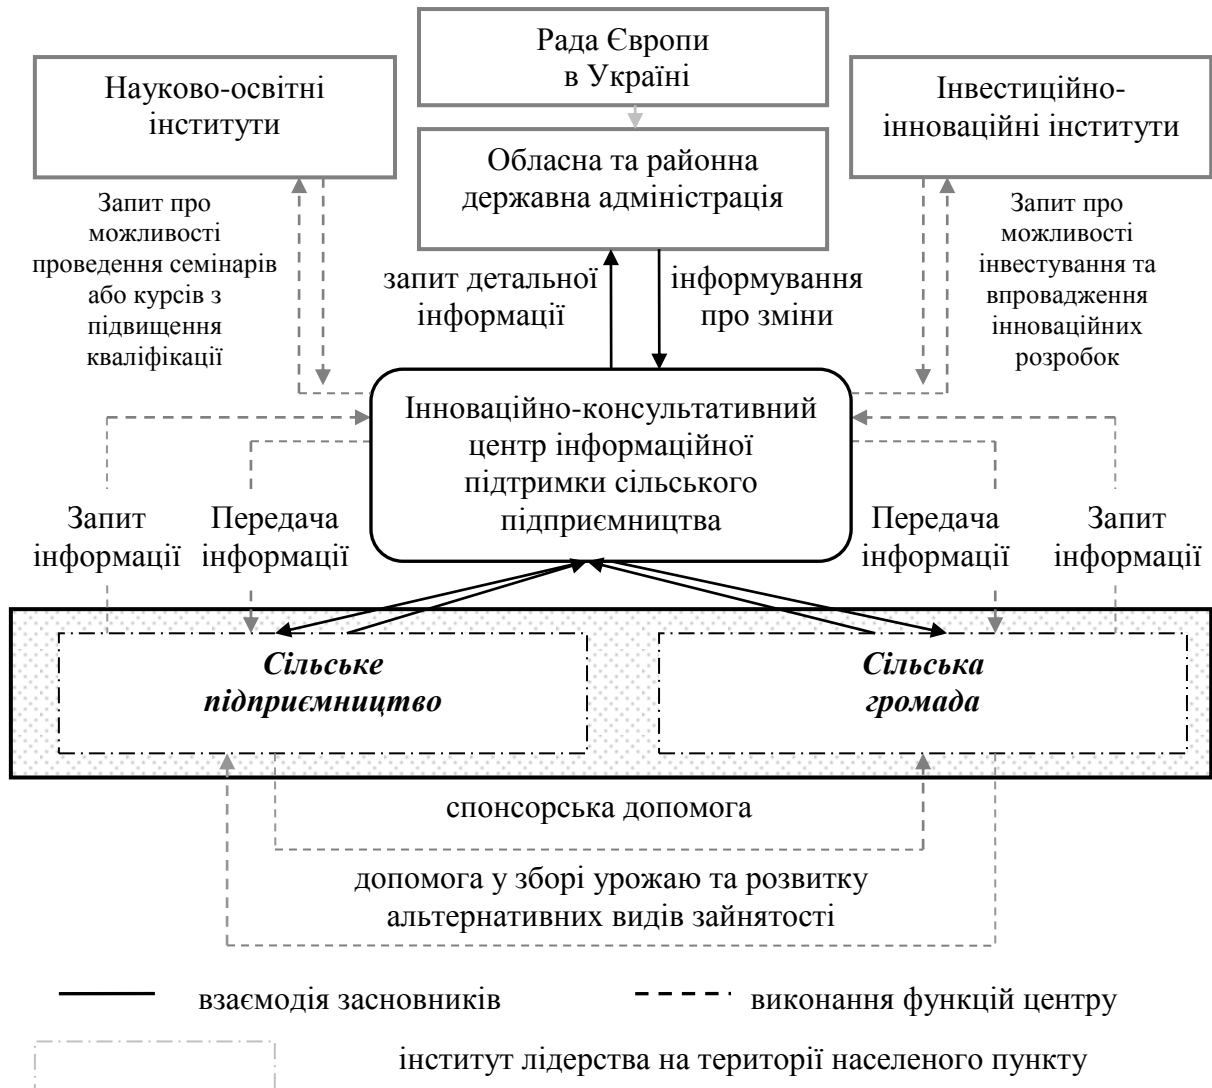 Рада Європи
в Україні
Науково-освітні
інститути
Інвестиційно-
інноваційні інститути
Обласна та районна
державна адміністрація
Запит про
можливості
проведення семінарів
або курсів з
підвищення
кваліфікації
запит детальної
інформації
інформування
про зміни
Запит про
можливості
інвестування та
впровадження
інноваційних
розробок
Інноваційно-консультативний
центр інформаційної
підтримки сільського
підприємництва
Запит
інформації
Передача
інформації
Передача
інформації
Запит
інформації
Сільське
підприємництво
Сільська
громада
спонсорська допомога
допомога у зборі урожаю та розвитку
альтернативних видів зайнятості
взаємодія засновників
виконання функцій центру
інститут лідерства на території населеного пункту